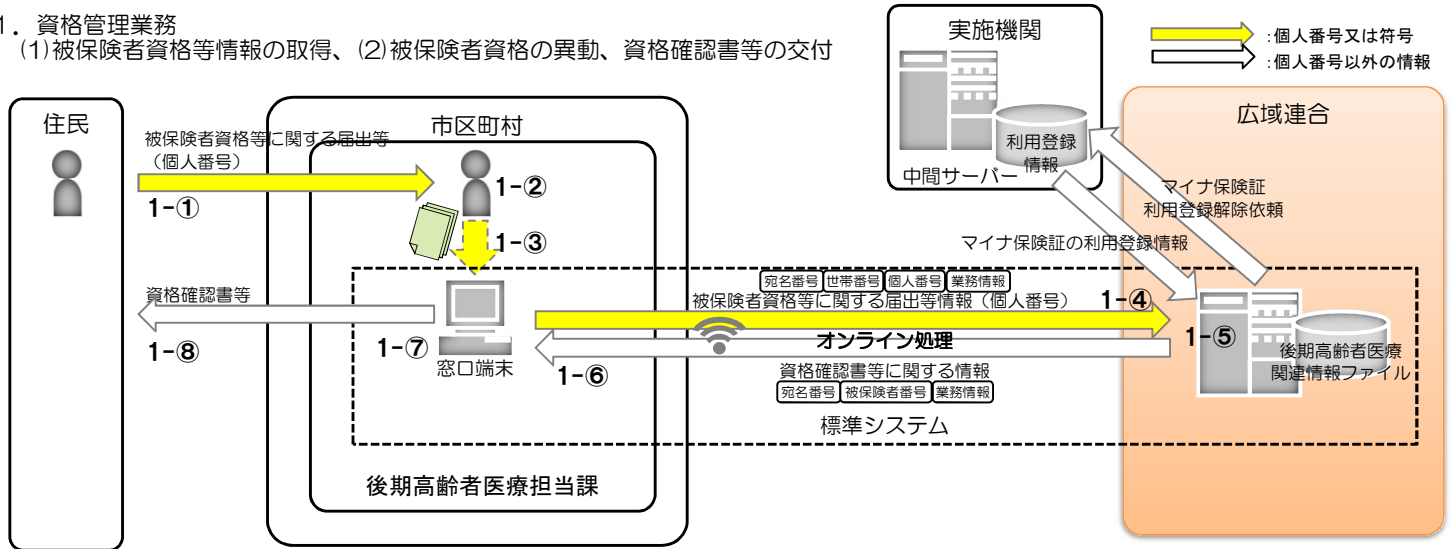 1．資格管理業務
(1)被保険者資格等情報の取得、(2)被保険者資格の異動、資格確認書等の交付
実施機関
：個人番号又は符号
：個人番号以外の情報
利用登録
情報
中間サーバー
住民
市区町村
広域連合
被保険者資格等に関する届出等
（個人番号）
1-①
1-②
1-③
マイナ保険証
利用登録解除依頼
マイナ保険証の利用登録情報
宛名番号 世帯番号 個人番号 業務情報
被保険者資格等に関する届出等情報（個人番号）
1-④
資格確認書等
1-⑧
1-⑦
窓口端末
オンライン処理
1-⑤
1-⑥
資格確認書等に関する情報
宛名番号 被保険者番号 業務情報
後期高齢者医療
関連情報ファイル
標準システム
後期高齢者医療担当課